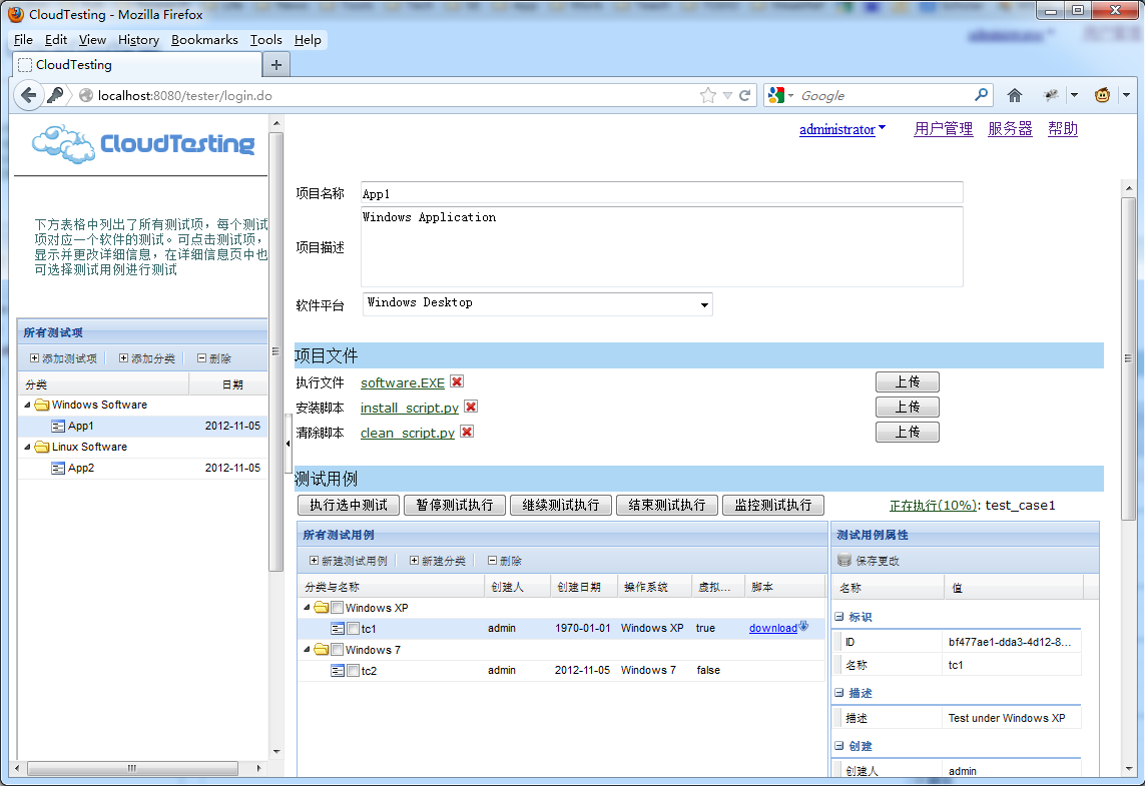 CloudTesting - Mozilla Firefox
File Edit View History Bookmarks Tools Help
CloudTesting
localhost:8080/tester/login.do
Google
CloudTesting
administrator 用户管理 服务器 帮助
下方表格中列出了所有测试项，每个测试
项对应一个软件的测试。可点击测试项，
显示并更改详细信息，在详细信息页中也
可选择测试用例进行测试
所有测试项
添加测试项 添加分类 删除
分类 日期
Windows Software
App1 2012-11-05
Linux Software
App2 2012-11-05
项目名称 App1
项目描述 Windows Application
软件平台 Windows Desktop
项目文件
执行文件 software.EXE 上传
安装脚本 install_script.py 上传
清除脚本 clean_script.py 上传
测试用例
执行选中测试 暂停测试执行 继续测试执行 结束测试执行 监控测试执行 正在执行(10%): test_case1
所有测试用例
新建测试用例 新建分类 删除
分类与名称 创建人 创建日期 操作系统 虚拟... 脚本
Windows XP
tc1 admin 1970-01-01 Windows XP true download
Windows 7
tc2 admin 2012-11-05 Windows 7 false
测试用例属性
保存更改
名称 值
标识
ID bf477ae1-dda3-4d12-8...
名称 tc1
描述
描述 Test under Windows XP
创建
创建人 admin